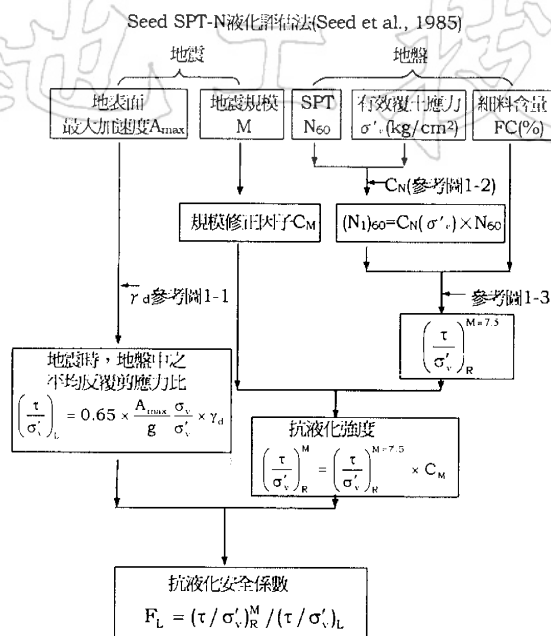 Seed SPT-N液化評估法(Seed et al., 1985)
地震
地盤
地表面
最大加速度Amax
地震規模
M
SPT
N60
有效覆土應力
σ'v(kg/cm²)
細料含量
FC(%)
CN(參考圖1-2)
規模修正因子CM
(N1)60=CN(σ'v)×N60
γd參考圖1-1
參考圖1-3
(τ/σ'v)R^M=7.5
地震時，地盤中之
平均反覆剪應力比
(τ/σ'v)L = 0.65 × Amax/g σv/σ'v × γd
抗液化強度
(τ/σ'v)R^M = (τ/σ'v)R^M=7.5 × CM
抗液化安全係數
FL = (τ/σ'v)R^M / (τ/σ'v)L